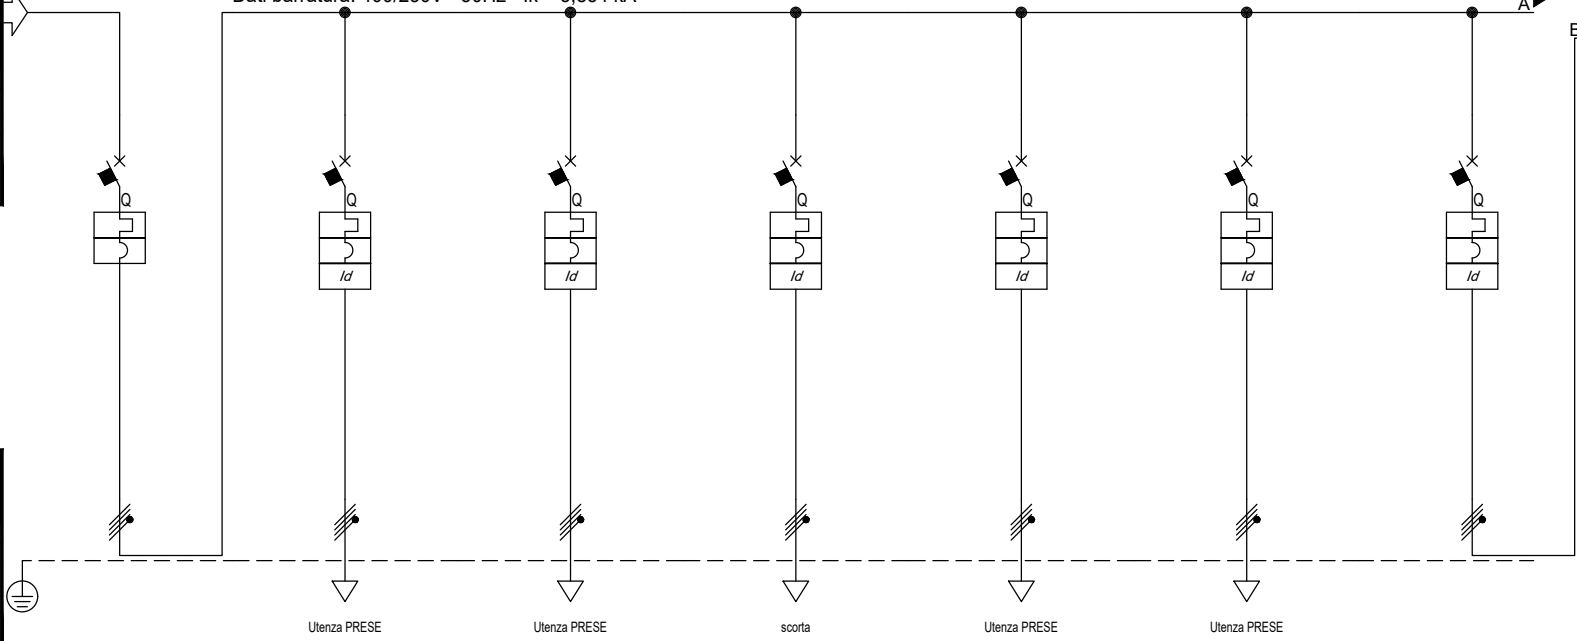 A
Q Q Q Q Q Q Q
Id Id Id Id Id Id
Utenza PRESE Utenza PRESE scorta Utenza PRESE Utenza PRESE